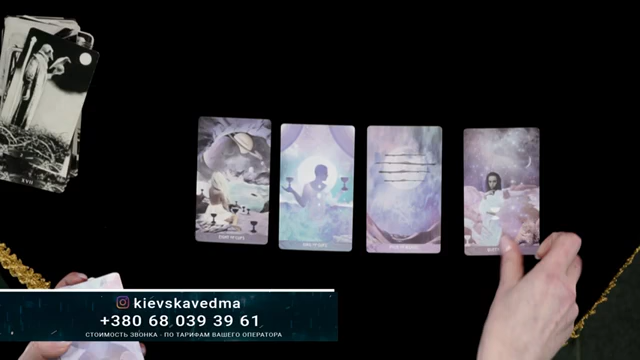 kievskavedma
+380 68 039 39 61
СТОИМОСТЬ ЗВОНКА - ПО ТАРИФАМ ВАШЕГО ОПЕРАТОРА